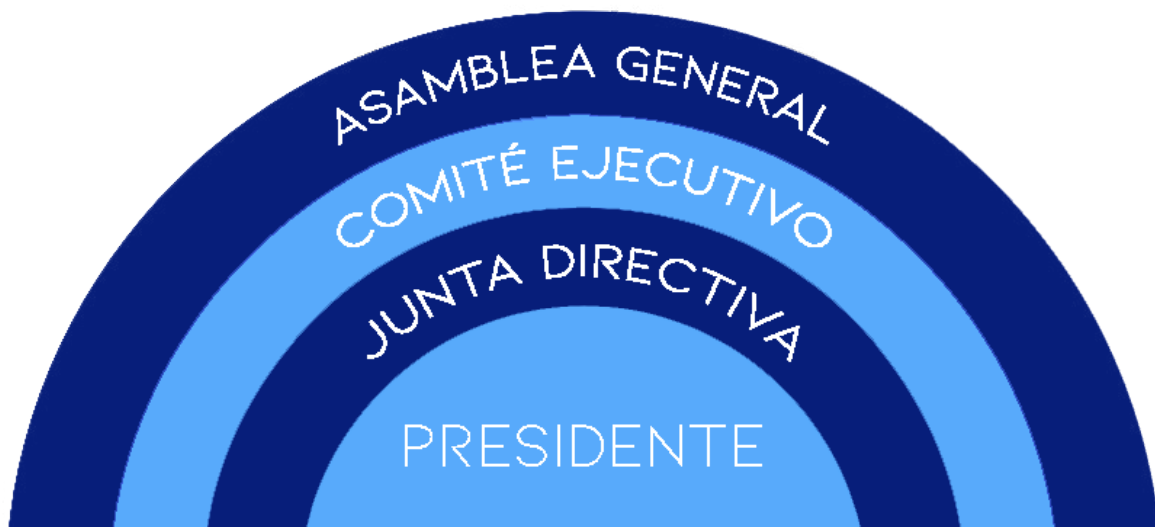 ASAMBLEA GENERAL
COMITÉ EJECUTIVO
JUNTA DIRECTIVA
PRESIDENTE